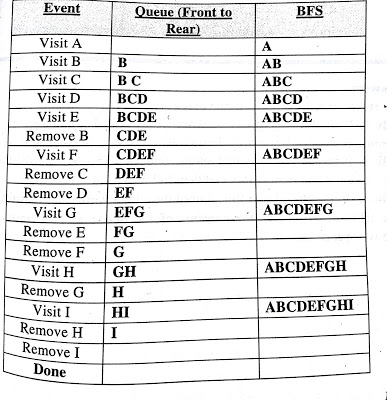 Event Queue (Front to Rear) BFS
Visit A A
Visit B B AB
Visit C B C ABC
Visit D BCD ABCD
Visit E BCDE ABCDE
Remove B CDE
Visit F CDEF ABCDEF
Remove C DEF
Remove D EF
Visit G EFG ABCDEFG
Remove E FG
Remove F G
Visit H GH ABCDEFGH
Remove G H
Visit I HI ABCDEFGHI
Remove H I
Remove I
Done